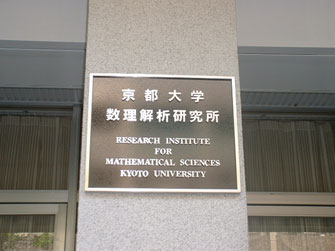 京都大学
数理解析研究所
RESEARCH INSTITUTE
FOR
MATHEMATICAL SCIENCES
KYOTO UNIVERSITY